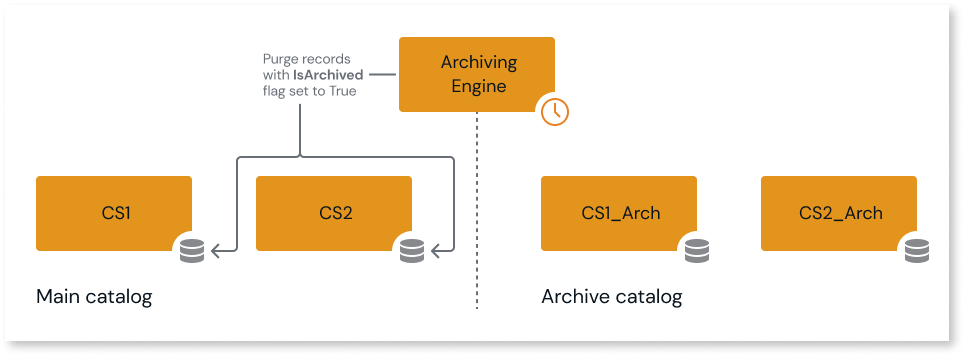 Purge records
with IsArchived
flag set to True
Archiving
Engine
CS1
CS2
CS1_Arch
CS2_Arch
Main catalog
Archive catalog